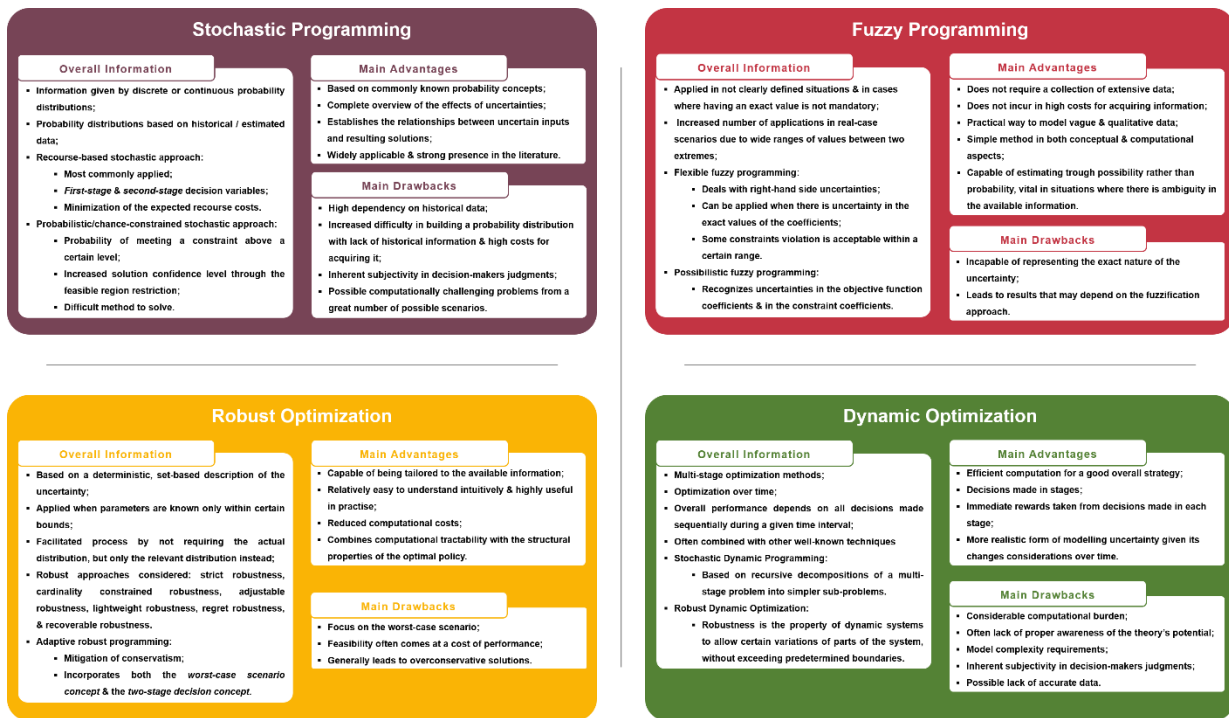 Stochastic Programming
Overall Information
▪ Information given by discrete or continuous probability
distributions;
▪ Probability distributions based on historical / estimated
data;
▪ Recourse-based stochastic approach:
▪ Most commonly applied;
▪ First-stage & second-stage decision variables;
▪ Minimization of the expected recourse costs.
▪ Probabilistic/chance-constrained stochastic approach:
▪ Probability of meeting a constraint above a
certain level;
▪ Increased solution confidence level through the
feasible region restriction;
▪ Difficult method to solve.
Main Advantages
▪ Based on commonly known probability concepts;
▪ Complete overview of the effects of uncertainties;
▪ Establishes the relationships between uncertain inputs
and resulting solutions;
▪ Widely applicable & strong presence in the literature.
Main Drawbacks
▪ High dependency on historical data;
▪ Increased difficulty in building a probability distribution
with lack of historical information & high costs for
acquiring it;
▪ Inherent subjectivity in decision-makers judgments;
▪ Possible computationally challenging problems from a
great number of possible scenarios.
Fuzzy Programming
Overall Information
▪ Applied in not clearly defined situations & in cases
where having an exact value is not mandatory;
▪ Increased number of applications in real-case
scenarios due to wide ranges of values between two
extremes;
▪ Flexible fuzzy programming:
▪ Deals with right-hand side uncertainties;
▪ Can be applied when there is uncertainty in the
exact values of the coefficients;
▪ Some constraints violation is acceptable within a
certain range.
▪ Possibilistic fuzzy programming:
▪ Recognizes uncertainties in the objective function
coefficients & in the constraint coefficients.
Main Advantages
▪ Does not require a collection of extensive data;
▪ Does not incur in high costs for acquiring information;
▪ Practical way to model vague & qualitative data;
▪ Simple method in both conceptual & computational
aspects;
▪ Capable of estimating trough possibility rather than
probability, vital in situations where there is ambiguity in
the available information.
Main Drawbacks
▪ Incapable of representing the exact nature of the
uncertainty;
▪ Leads to results that may depend on the fuzzification
approach.
Robust Optimization
Overall Information
▪ Based on a deterministic, set-based description of the
uncertainty;
▪ Applied when parameters are known only within certain
bounds;
▪ Facilitated process by not requiring the actual
distribution, but only the relevant distribution instead;
▪ Robust approaches considered: strict robustness,
cardinality constrained robustness, adjustable
robustness, lightweight robustness, regret robustness,
& recoverable robustness.
▪ Adaptive robust programming:
▪ Mitigation of conservatism;
▪ Incorporates both the worst-case scenario
concept & the two-stage decision concept.
Main Advantages
▪ Capable of being tailored to the available information;
▪ Relatively easy to understand intuitively & highly useful
in practise;
▪ Reduced computational costs;
▪ Combines computational tractability with the structural
properties of the optimal policy.
Main Drawbacks
▪ Focus on the worst-case scenario;
▪ Feasibility often comes at a cost of performance;
▪ Generally leads to overconservative solutions.
Dynamic Optimization
Overall Information
▪ Multi-stage optimization methods;
▪ Optimization over time;
▪ Overall performance depends on all decisions made
sequentially during a given time interval;
▪ Often combined with other well-known techniques
▪ Stochastic Dynamic Programming:
▪ Based on recursive decompositions of a multi-
stage problem into simpler sub-problems.
▪ Robust Dynamic Optimization:
▪ Robustness is the property of dynamic systems
to allow certain variations of parts of the system,
without exceeding predetermined boundaries.
Main Advantages
▪ Efficient computation for a good overall strategy;
▪ Decisions made in stages;
▪ Immediate rewards taken from decisions made in each
stage;
▪ More realistic form of modelling uncertainty given its
changes considerations over time.
Main Drawbacks
▪ Considerable computational burden;
▪ Often lack of proper awareness of the theory's potential;
▪ Model complexity requirements;
▪ Inherent subjectivity in decision-makers judgments;
▪ Possible lack of accurate data.